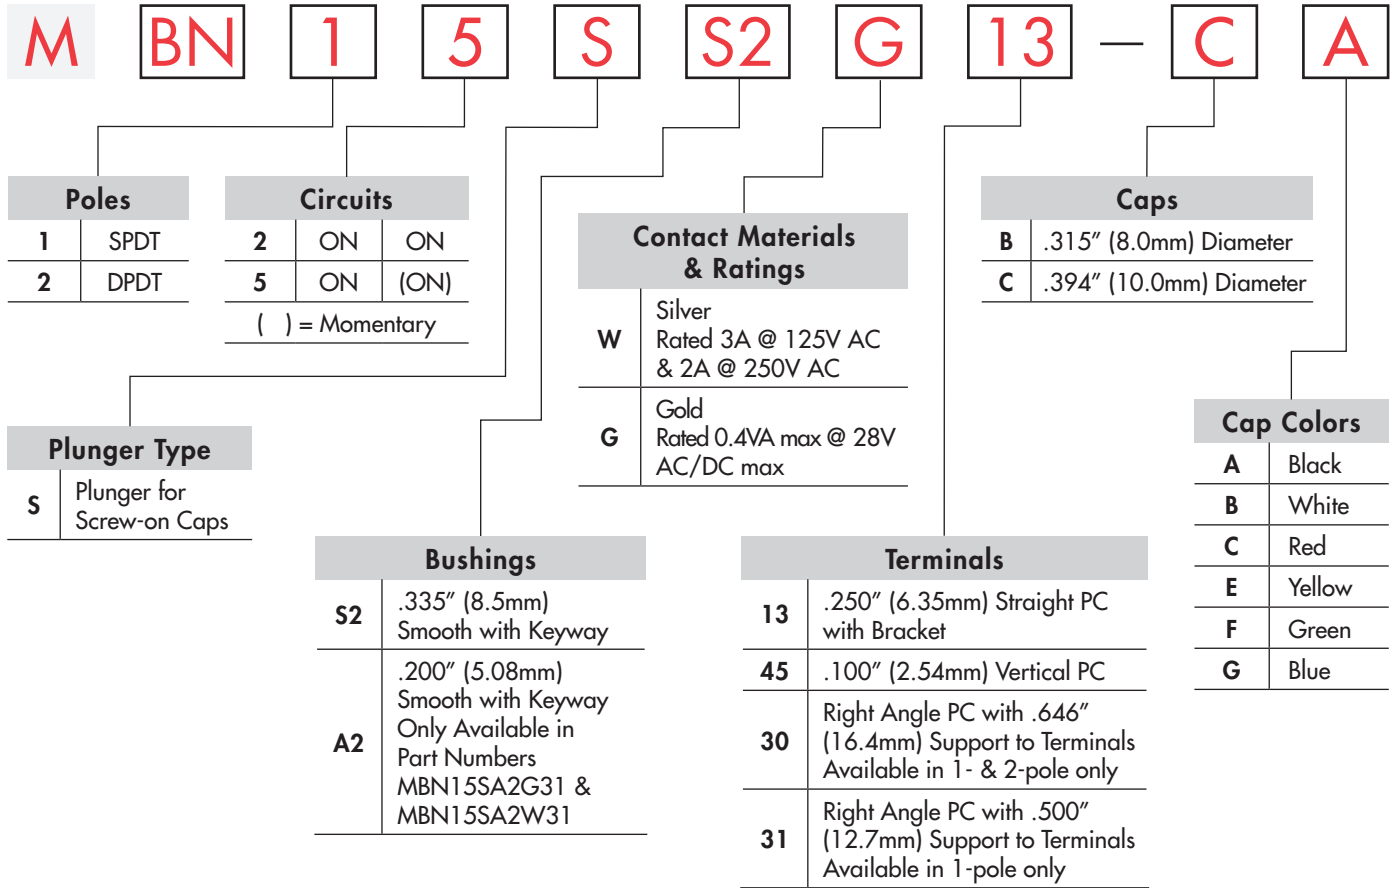 M BN 1 5 S S2 G 13 — C A
Poles
1 SPDT
2 DPDT
Circuits
2 ON ON
5 ON (ON)
( ) = Momentary
Plunger Type
S Plunger for
Screw-on Caps
Bushings
S2 .335” (8.5mm)
Smooth with Keyway
A2 .200” (5.08mm)
Smooth with Keyway
Only Available in
Part Numbers
MBN15SA2G31 &
MBN15SA2W31
Contact Materials
& Ratings
W Silver
Rated 3A @ 125V AC
& 2A @ 250V AC
G Gold
Rated 0.4VA max @ 28V
AC/DC max
Terminals
13 .250” (6.35mm) Straight PC
with Bracket
45 .100” (2.54mm) Vertical PC
30 Right Angle PC with .646”
(16.4mm) Support to Terminals
Available in 1- & 2-pole only
31 Right Angle PC with .500”
(12.7mm) Support to Terminals
Available in 1-pole only
Caps
B .315” (8.0mm) Diameter
C .394” (10.0mm) Diameter
Cap Colors
A Black
B White
C Red
E Yellow
F Green
G Blue